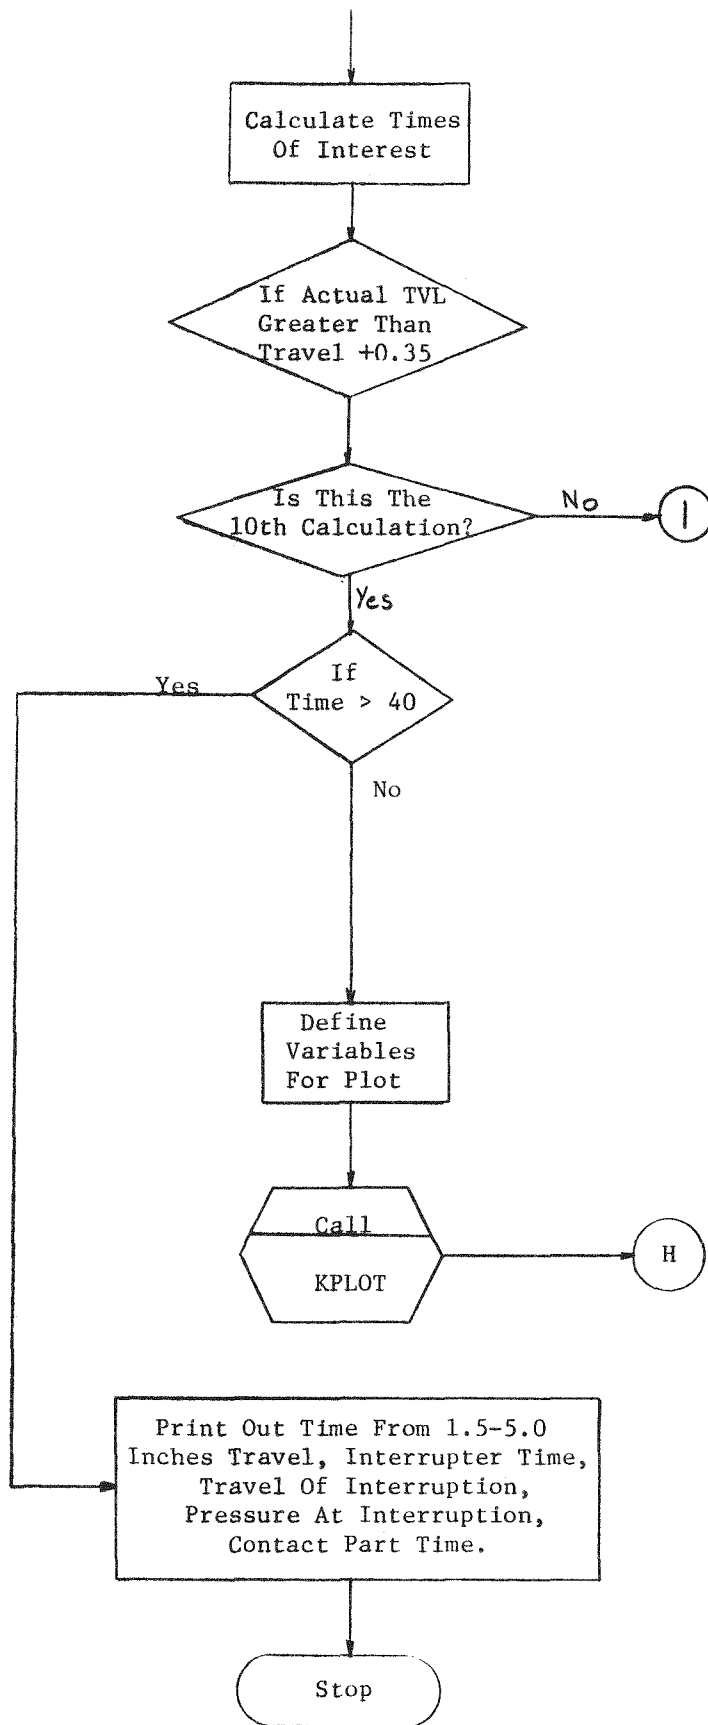 Calculate Times
Of Interest
If Actual TVL
Greater Than
Travel +0.35
Is This The
10th Calculation?
No
I
Yes
If
Time > 40
Yes
No
Define
Variables
For Plot
Call
KPLOT
H
Print Out Time From 1.5-5.0
Inches Travel, Interrupter Time,
Travel Of Interruption,
Pressure At Interruption,
Contact Part Time.
Stop